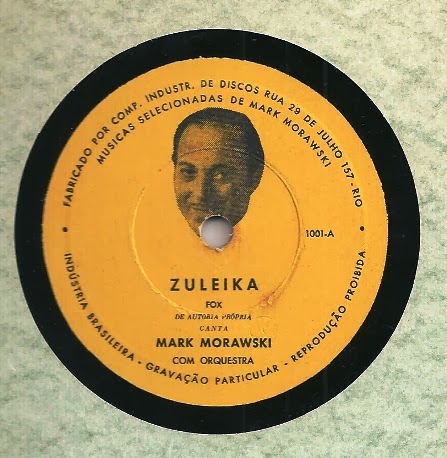 FABRICADO POR COMP. INDUSTR. DE DISCOS RUA 29 DE JULHO 157 - RIO
MUSICAS SELECIONADAS DE MARK MORAWSKI
1001-A
ZULEIKA
FOX
DE AUTORIA PRÓPRIA
CANTA
MARK MORAWSKI
COM ORQUESTRA
INDÚSTRIA BRASILEIRA - GRAVAÇÃO PARTICULAR - REPRODUÇÃO PROIBIDA